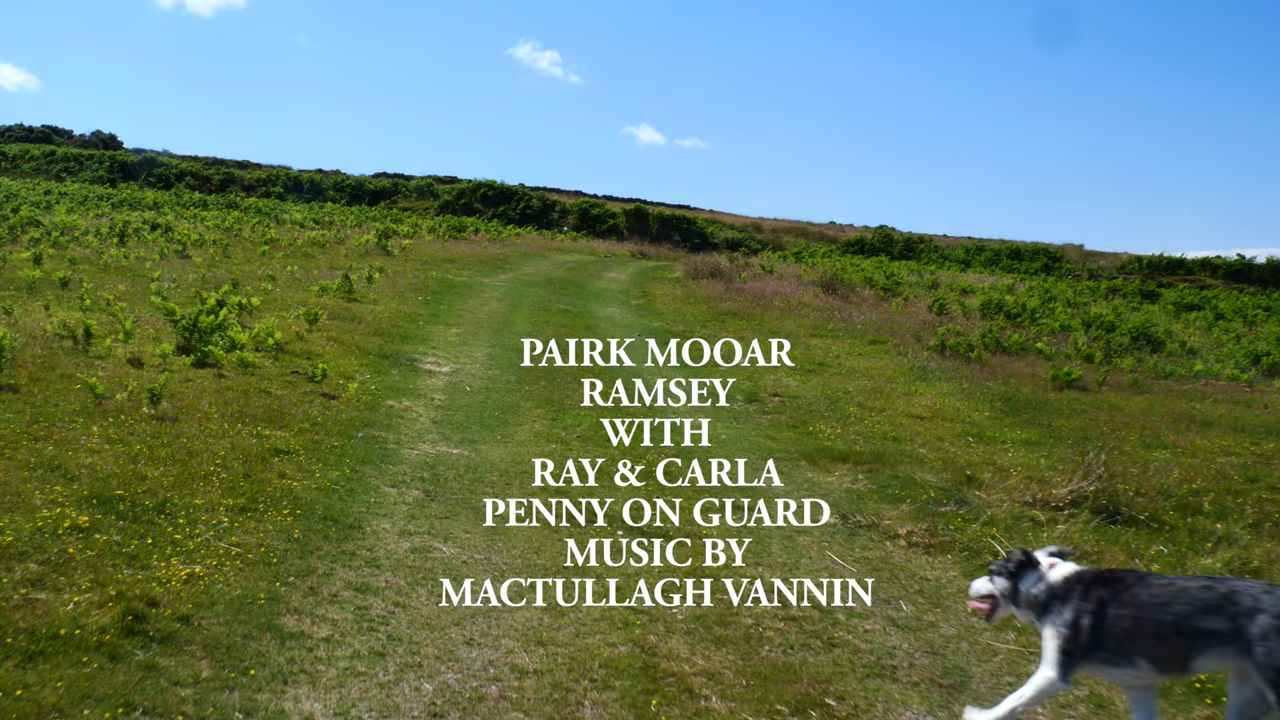 PAIRK MOOAR
RAMSEY
WITH
RAY & CARLA
PENNY ON GUARD
MUSIC BY
MACTULLAGH VANNIN